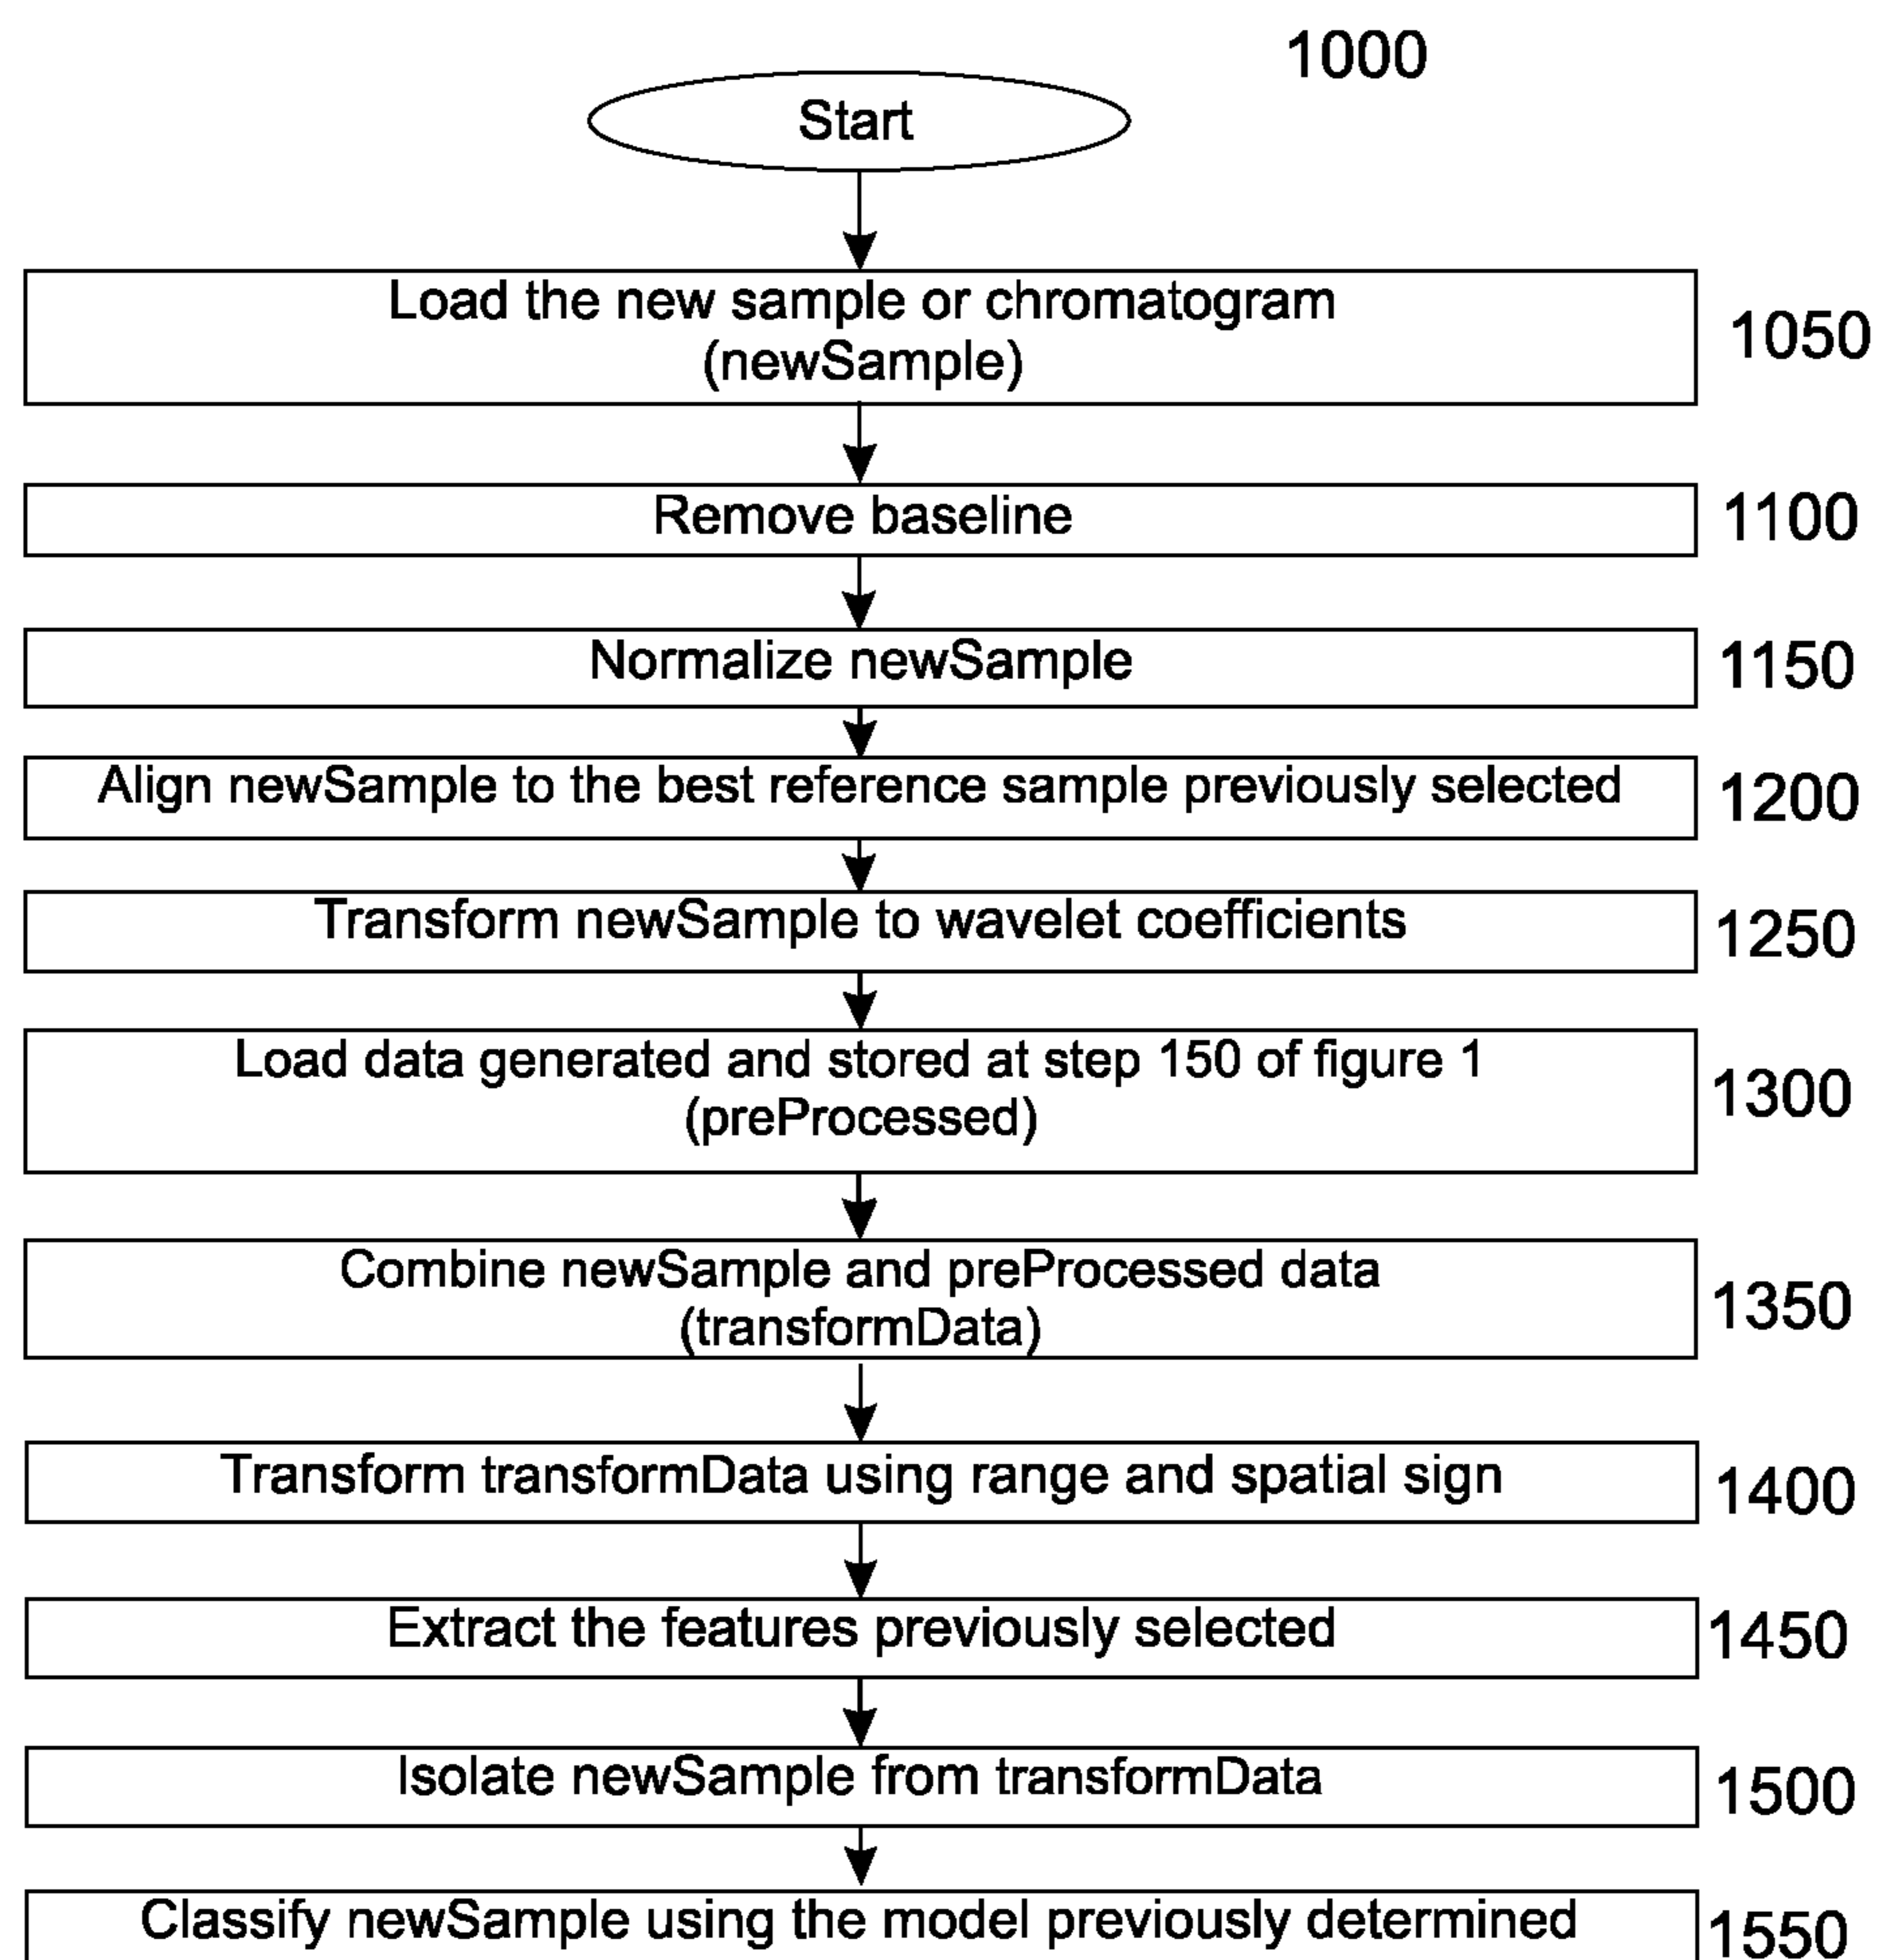 1000
Start
Load the new sample or chromatogram
(newSample)
1050
Remove baseline
1100
Normalize newSample
1150
Align newSample to the best reference sample previously selected
1200
Transform newSample to wavelet coefficients
1250
Load data generated and stored at step 150 of figure 1
(preProcessed)
1300
Combine newSample and preProcessed data
(transformData)
1350
Transform transformData using range and spatial sign
1400
Extract the features previously selected
1450
Isolate newSample from transformData
1500
Classify newSample using the model previously determined
1550